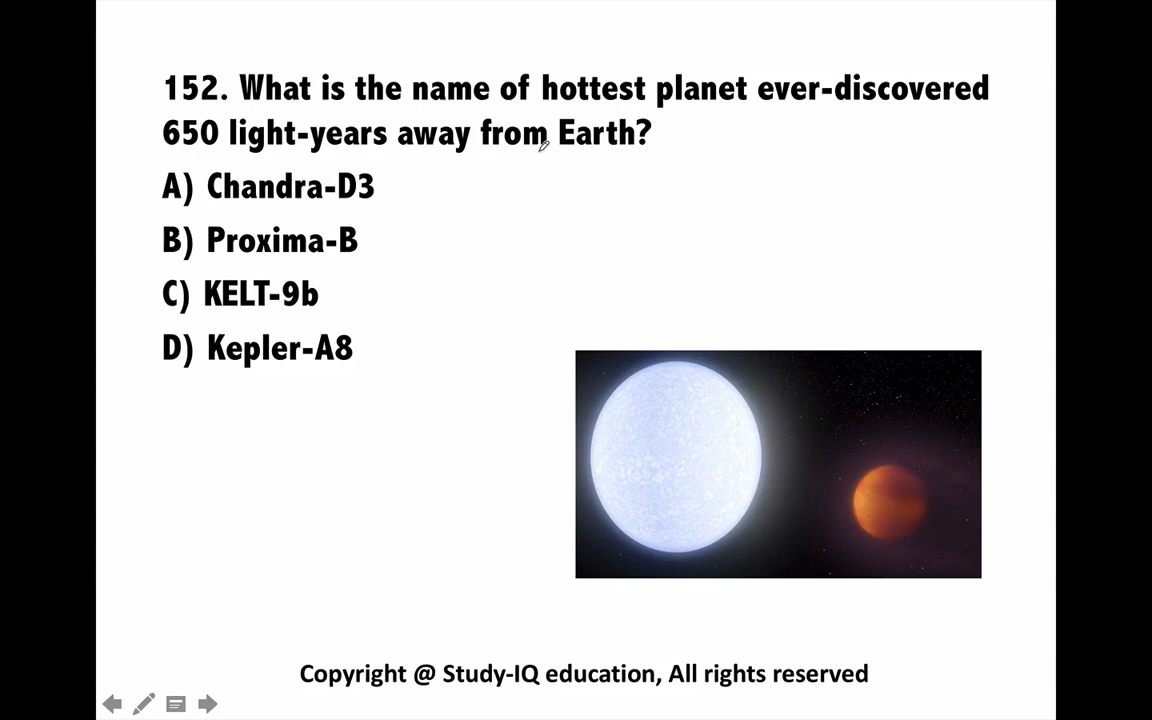 152. What is the name of hottest planet ever-discovered
650 light-years away from Earth?
A) Chandra-D3
B) Proxima-B
C) KELT-9b
D) Kepler-A8
Copyright @ Study-IQ education, All rights reserved